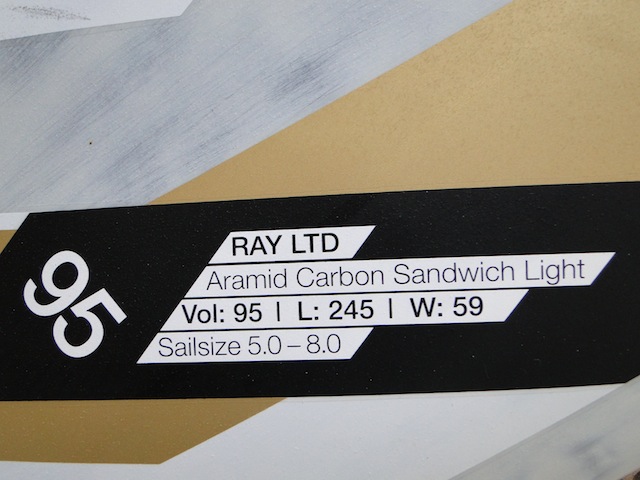 95
RAY LTD
Aramid Carbon Sandwich Light
Vol: 95 | L: 245 | W: 59
Sailsize 5.0 – 8.0